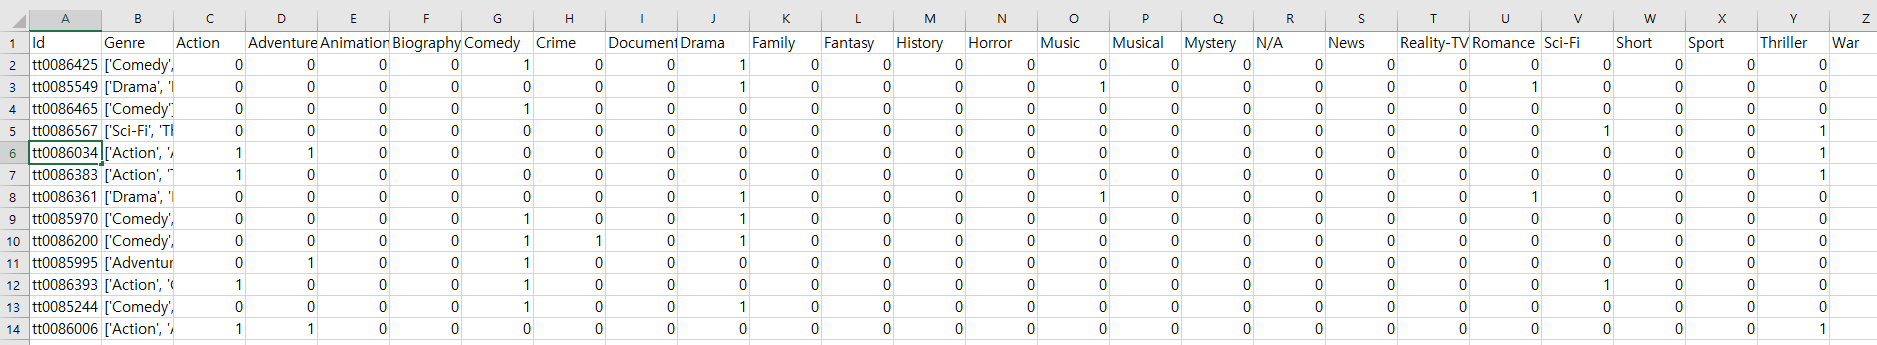 A B C D E F G H I J K L M N O P Q R S T U V W X Y Z
1 Id Genre Action Adventure Animation Biography Comedy Crime Document Drama Family Fantasy History Horror Music Musical Mystery N/A News Reality-TV Romance Sci-Fi Short Sport Thriller War
2 tt0086425 ['Comedy', 0 0 0 0 1 0 0 1 0 0 0 0 0 0 0 0 0 0 0 0 0 0 0
3 tt0085549 ['Drama', ' 0 0 0 0 0 0 0 1 0 0 0 0 1 0 0 0 0 0 1 0 0 0 0
4 tt0086465 ['Comedy'] 0 0 0 0 1 0 0 0 0 0 0 0 0 0 0 0 0 0 0 0 0 0 0
5 tt0086567 ['Sci-Fi', 'Th 0 0 0 0 0 0 0 0 0 0 0 0 0 0 0 0 0 0 0 1 0 0 1
6 tt0086034 ['Action', 'A 1 1 0 0 0 0 0 0 0 0 0 0 0 0 0 0 0 0 0 0 0 0 1
7 tt0086383 ['Action', 'T 1 0 0 0 0 0 0 0 0 0 0 0 0 0 0 0 0 0 0 0 0 0 1
8 tt0086361 ['Drama', ' 0 0 0 0 0 0 0 1 0 0 0 0 1 0 0 0 0 0 1 0 0 0 0
9 tt0085970 ['Comedy', 0 0 0 0 1 0 0 1 0 0 0 0 0 0 0 0 0 0 0 0 0 0 0
10 tt0086200 ['Comedy', 0 0 0 0 1 1 0 1 0 0 0 0 0 0 0 0 0 0 0 0 0 0 0
11 tt0085995 ['Adventur 0 1 0 0 1 0 0 0 0 0 0 0 0 0 0 0 0 0 0 0 0 0 0
12 tt0086393 ['Action', 'C 1 0 0 0 1 0 0 0 0 0 0 0 0 0 0 0 0 0 0 1 0 0 0
13 tt0085244 ['Comedy', 0 0 0 0 1 0 0 1 0 0 0 0 0 0 0 0 0 0 0 0 0 0 0
14 tt0086006 ['Action', 'A 1 1 0 0 0 0 0 0 0 0 0 0 0 0 0 0 0 0 0 0 0 0 1